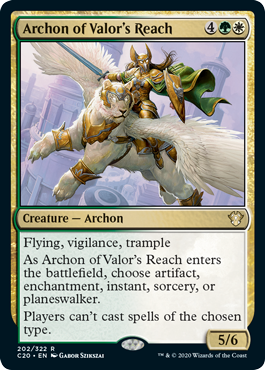 Archon of Valor's Reach 4
Creature — Archon
Flying, vigilance, trample
As Archon of Valor's Reach enters
the battlefield, choose artifact,
enchantment, instant, sorcery, or
planeswalker.
Players can't cast spells of the chosen
type.
5/6
202/322 R
C20 • EN GABOR SZIKSZAI
™ & © 2020 Wizards of the Coast